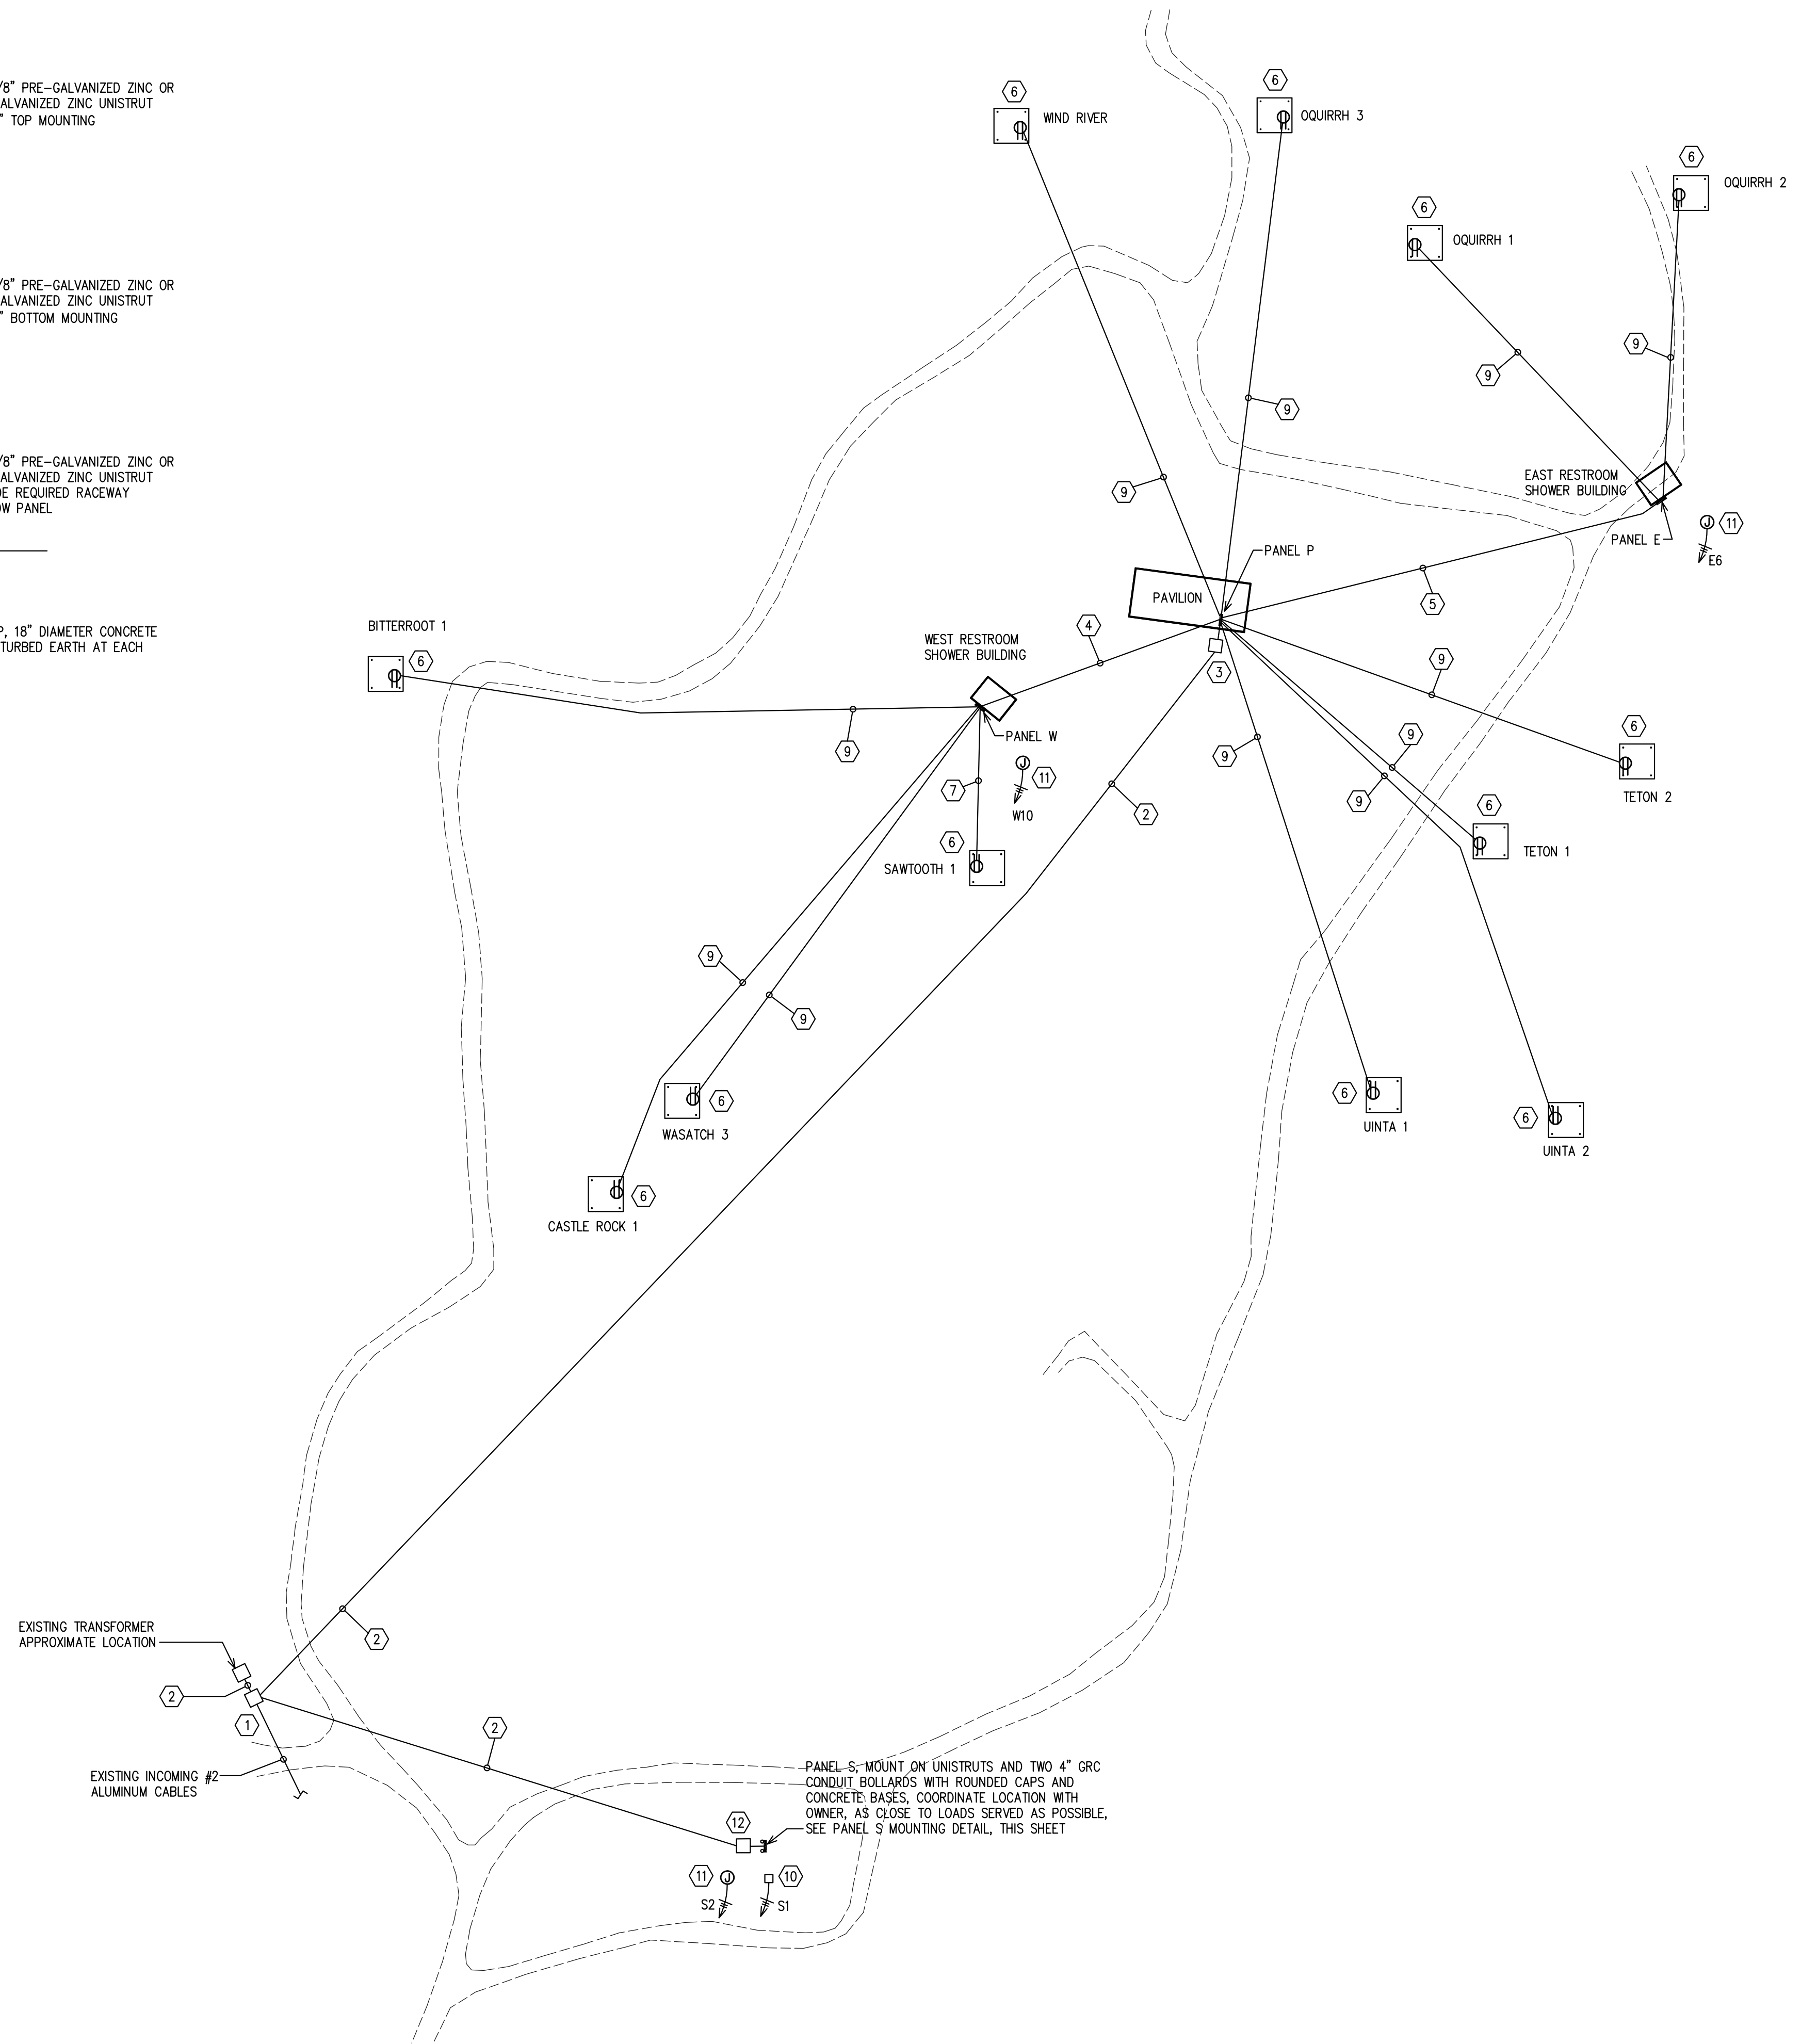 /8" PRE-GALVANIZED ZINC OR
ALVANIZED ZINC UNISTRUT
" TOP MOUNTING
/8" PRE-GALVANIZED ZINC OR
ALVANIZED ZINC UNISTRUT
" BOTTOM MOUNTING
/8" PRE-GALVANIZED ZINC OR
ALVANIZED ZINC UNISTRUT
DE REQUIRED RACEWAY
OW PANEL
P, 18" DIAMETER CONCRETE
TURBED EARTH AT EACH
6
WIND RIVER
6
OQUIRRH 3
6
OQUIRRH 2
6
OQUIRRH 1
9
9
9
9
EAST RESTROOM
SHOWER BUILDING
PANEL E
J
11
E6
PANEL P
PAVILION
5
4
3
BITTERROOT 1
6
WEST RESTROOM
SHOWER BUILDING
9
PANEL W
7
J
11
W10
6
SAWTOOTH 1
2
9
9
9
9
6
TETON 2
6
TETON 1
9
9
6
WASATCH 3
6
CASTLE ROCK 1
6
UINTA 1
6
UINTA 2
EXISTING TRANSFORMER
APPROXIMATE LOCATION
2
2
1
2
EXISTING INCOMING #2
ALUMINUM CABLES
PANEL S, MOUNT ON UNISTRUTS AND TWO 4" GRC
CONDUIT BOLLARDS WITH ROUNDED CAPS AND
CONCRETE BASES, COORDINATE LOCATION WITH
OWNER, AS CLOSE TO LOADS SERVED AS POSSIBLE,
SEE PANEL S MOUNTING DETAIL, THIS SHEET
12
11
J
10
S2
S1